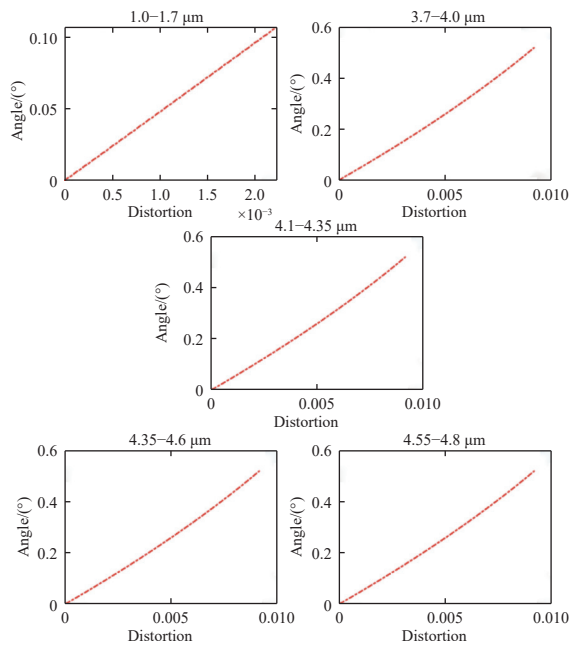 1.0−1.7 μm
0.10
0.05
0
Angle/(°)
0 0.5 1.0 1.5 2.0
×10⁻³
Distortion
3.7−4.0 μm
0.6
0.4
0.2
0
Angle/(°)
0 0.005 0.010
Distortion
4.1−4.35 μm
0.6
0.4
0.2
0
Angle/(°)
0 0.005 0.010
Distortion
4.35−4.6 μm
0.6
0.4
0.2
0
Angle/(°)
0 0.005 0.010
Distortion
4.55−4.8 μm
0.6
0.4
0.2
0
Angle/(°)
0 0.005 0.010
Distortion